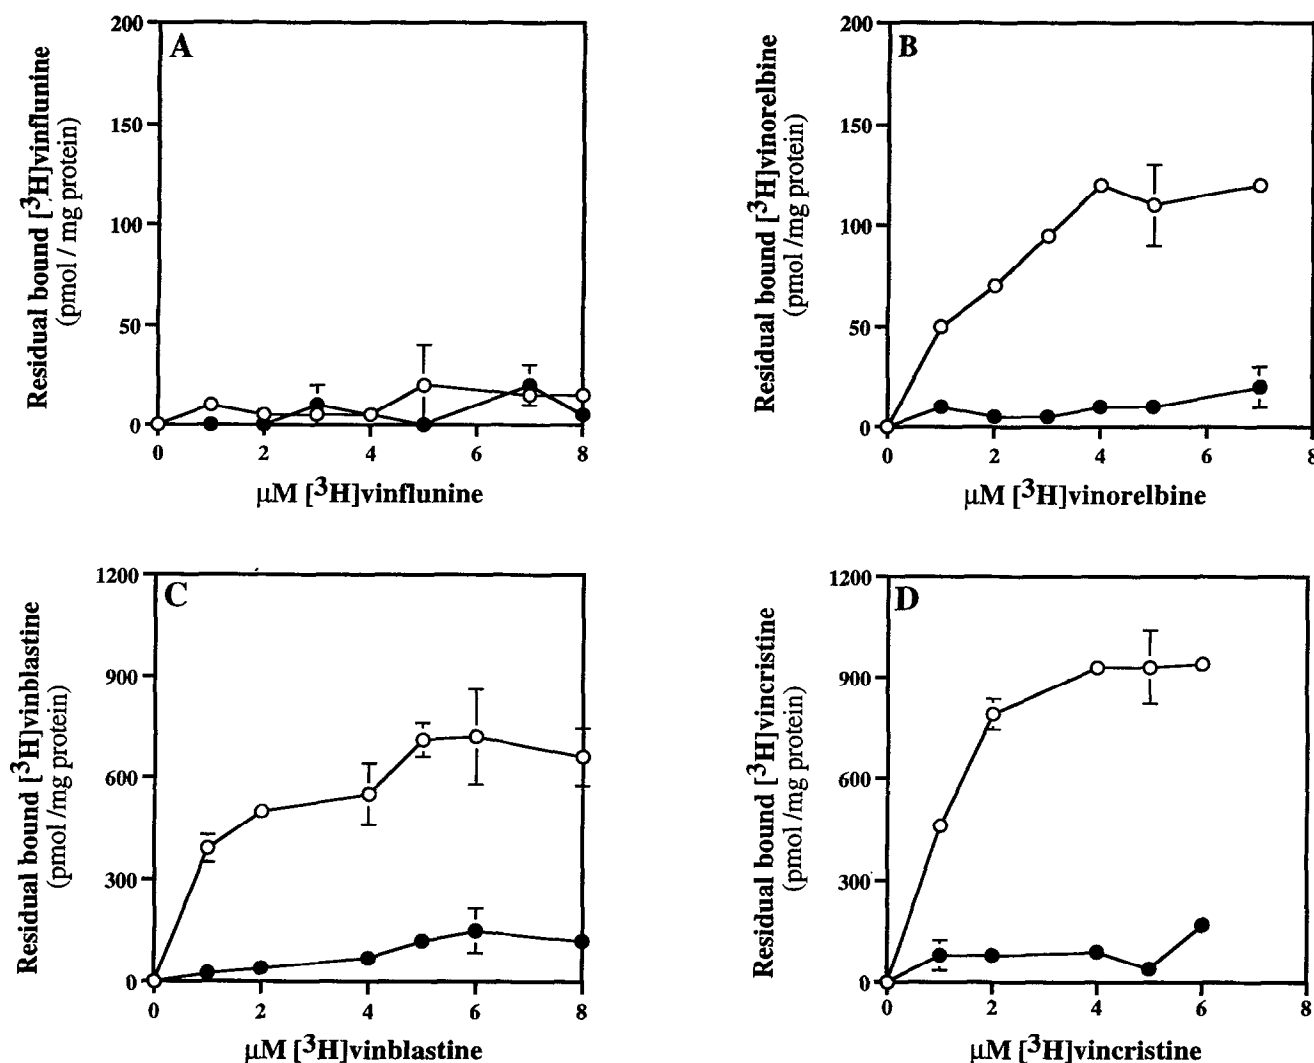 A
Residual bound [³H]vinflunine
(pmol / mg protein)
200
150
100
50
0
0 2 4 6 8
µM [³H]vinflunine
B
Residual bound [³H]vinorelbine
(pmol /mg protein)
200
150
100
50
0
0 2 4 6 8
µM [³H]vinorelbine
C
Residual bound [³H]vinblastine
(pmol /mg protein)
1200
900
600
300
0
0 2 4 6 8
µM [³H]vinblastine
D
Residual bound [³H]vincristine
(pmol /mg protein)
1200
900
600
300
0
0 2 4 6 8
µM [³H]vincristine